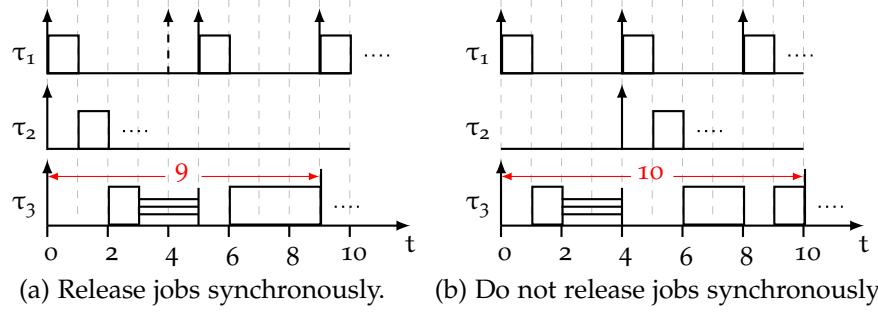 τ1 .... τ1 ....
τ2 .... τ2 ....
9 10
τ3 .... τ3 ....
0 2 4 6 8 10 t 0 2 4 6 8 10 t
(a) Release jobs synchronously. (b) Do not release jobs synchronously